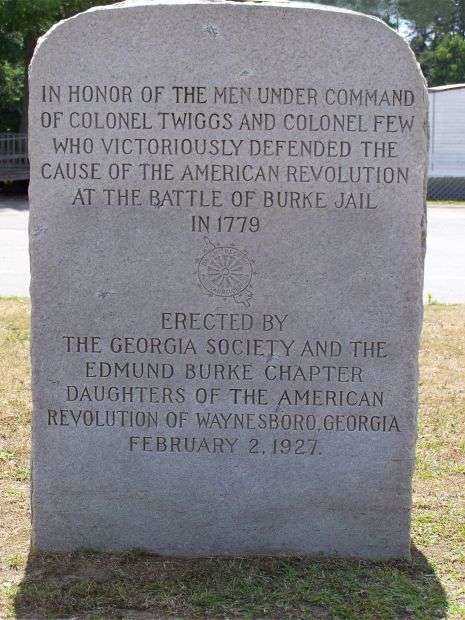 IN HONOR OF THE MEN UNDER COMMAND
OF COLONEL TWIGGS AND COLONEL FEW
WHO VICTORIOUSLY DEFENDED THE
CAUSE OF THE AMERICAN REVOLUTION
AT THE BATTLE OF BURKE JAIL
IN 1779
ERECTED BY
THE GEORGIA SOCIETY AND THE
EDMUND BURKE CHAPTER
DAUGHTERS OF THE AMERICAN
REVOLUTION OF WAYNESBORO, GEORGIA
FEBRUARY 2, 1927.